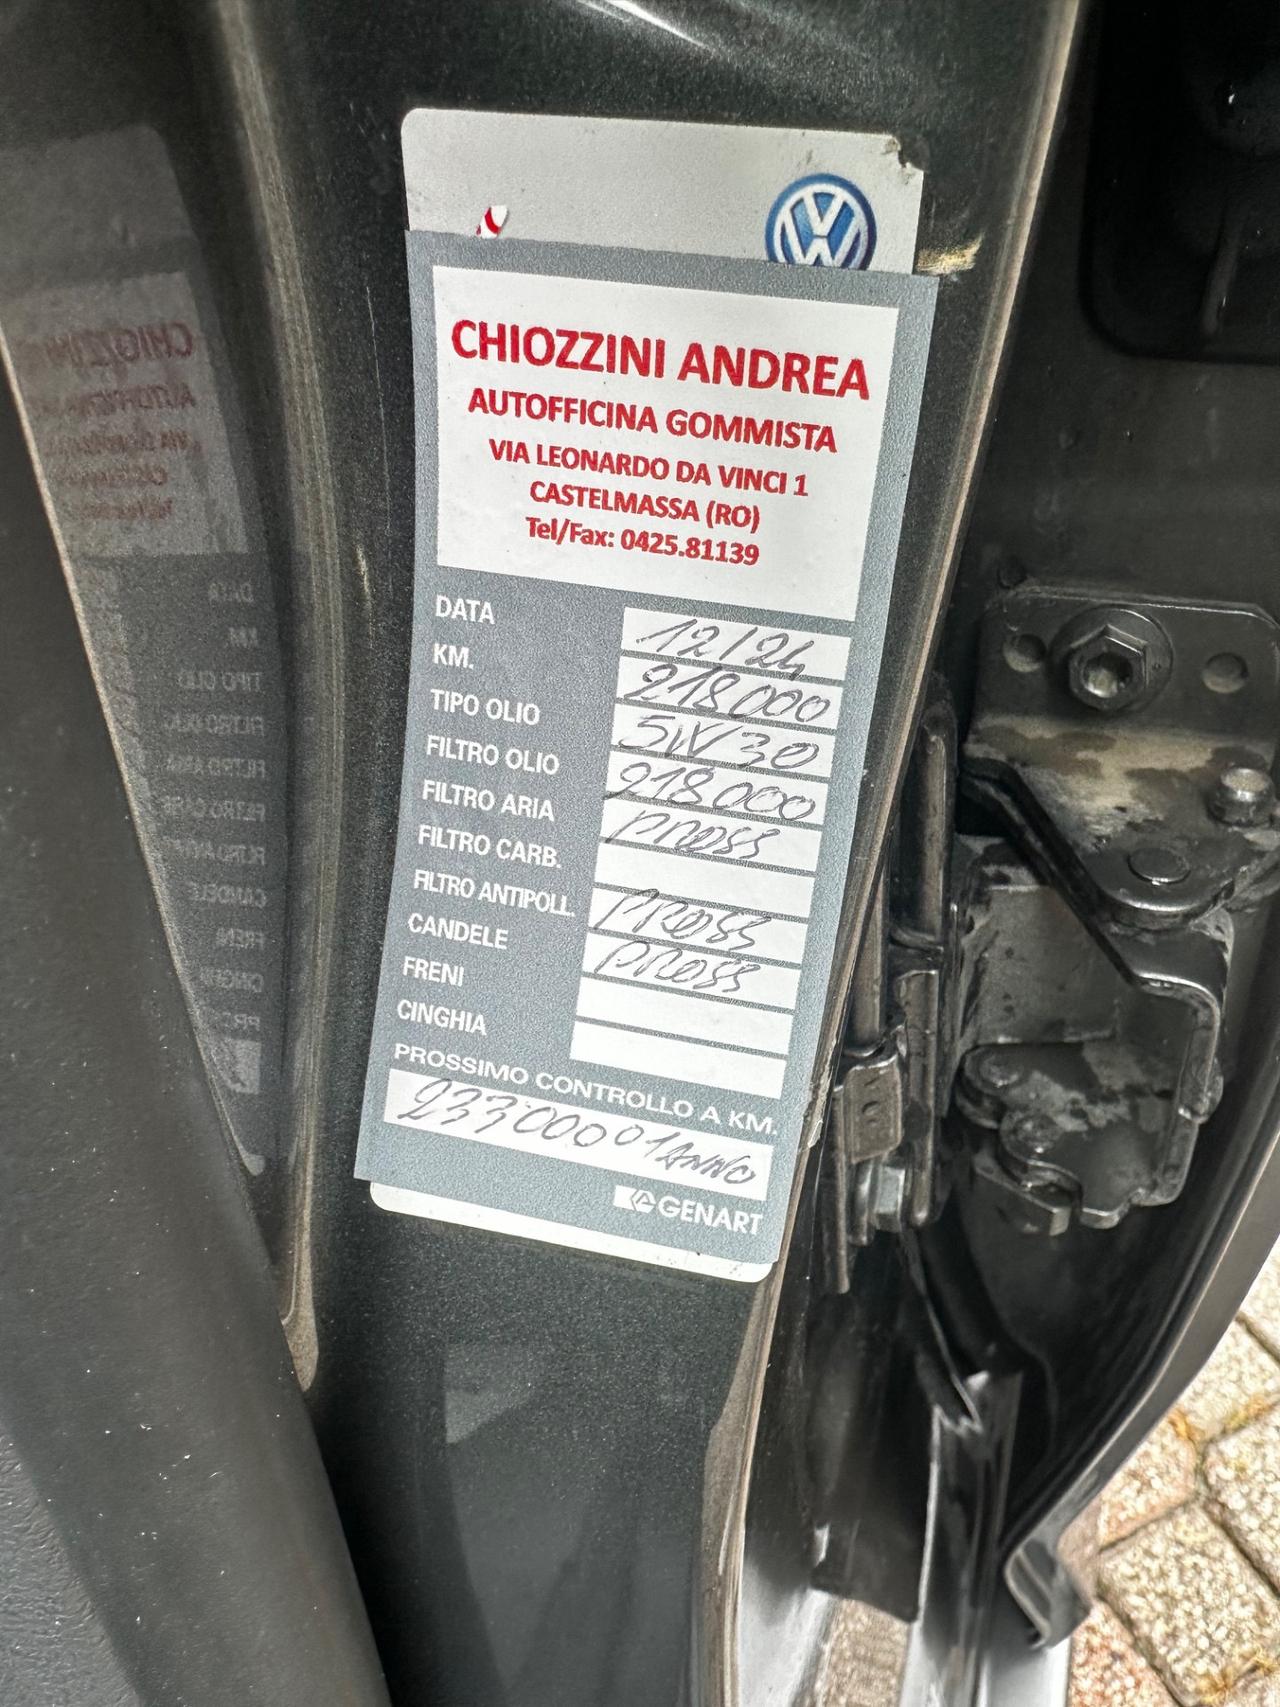 CHIOZZINI ANDREA
AUTOFFICINA GOMMISTA
VIA LEONARDO DA VINCI 1
CASTELMASSA (RO)
Tel/Fax: 0425.81139
DATA 12/24
KM. 218000
TIPO OLIO 5W30
FILTRO OLIO 218000
FILTRO ARIA PROSS
FILTRO CARB.
FILTRO ANTIPOLL. PROSS
CANDELE PROSS
FRENI
CINGHIA
PROSSIMO CONTROLLO A KM.
233000 O 1 ANNO
GENART